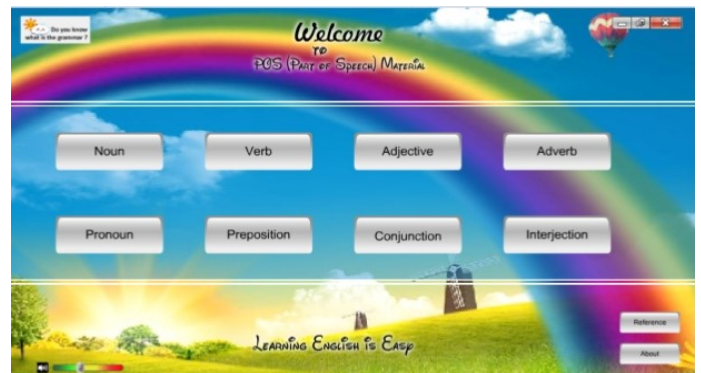 Do you know
what is the grammar ?
Welcome
TO
POS (Part of Speech) Material
Noun
Verb
Adjective
Adverb
Pronoun
Preposition
Conjunction
Interjection
Learning English is Easy
Reference
About